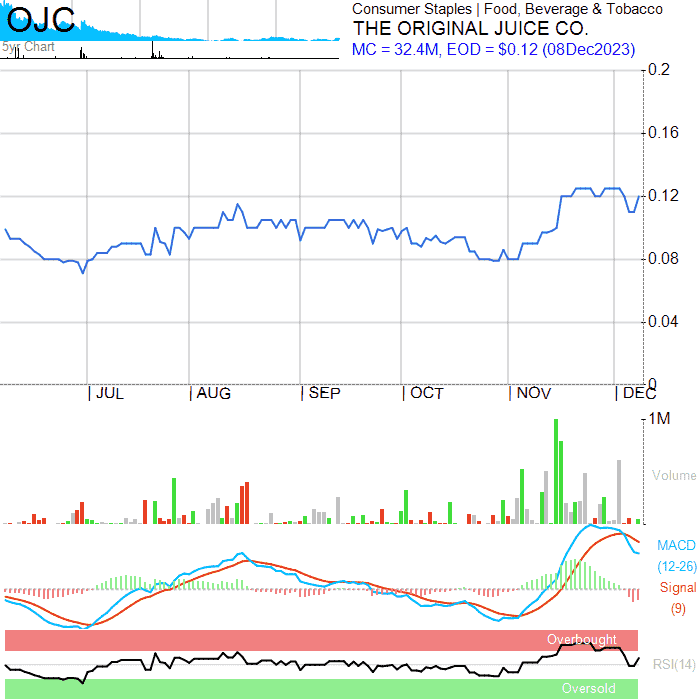 OJC
5yr Chart
Consumer Staples | Food, Beverage & Tobacco
THE ORIGINAL JUICE CO.
MC = 32.4M, EOD = $0.12 (08Dec2023)
0.2
0.16
0.12
0.08
0.04
0
JUL AUG SEP OCT NOV DEC
1M
Volume
MACD
(12-26)
Signal
(9)
Overbought
RSI(14)
Oversold